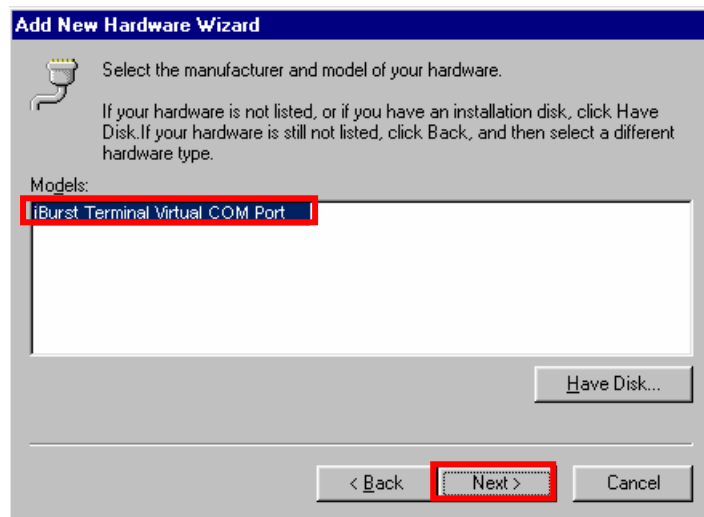 Add New Hardware Wizard
Select the manufacturer and model of your hardware.
If your hardware is not listed, or if you have an installation disk, click Have
Disk.If your hardware is still not listed, click Back, and then select a different
hardware type.
Models:
iBurst Terminal Virtual COM Port
Have Disk...
< Back
Next >
Cancel